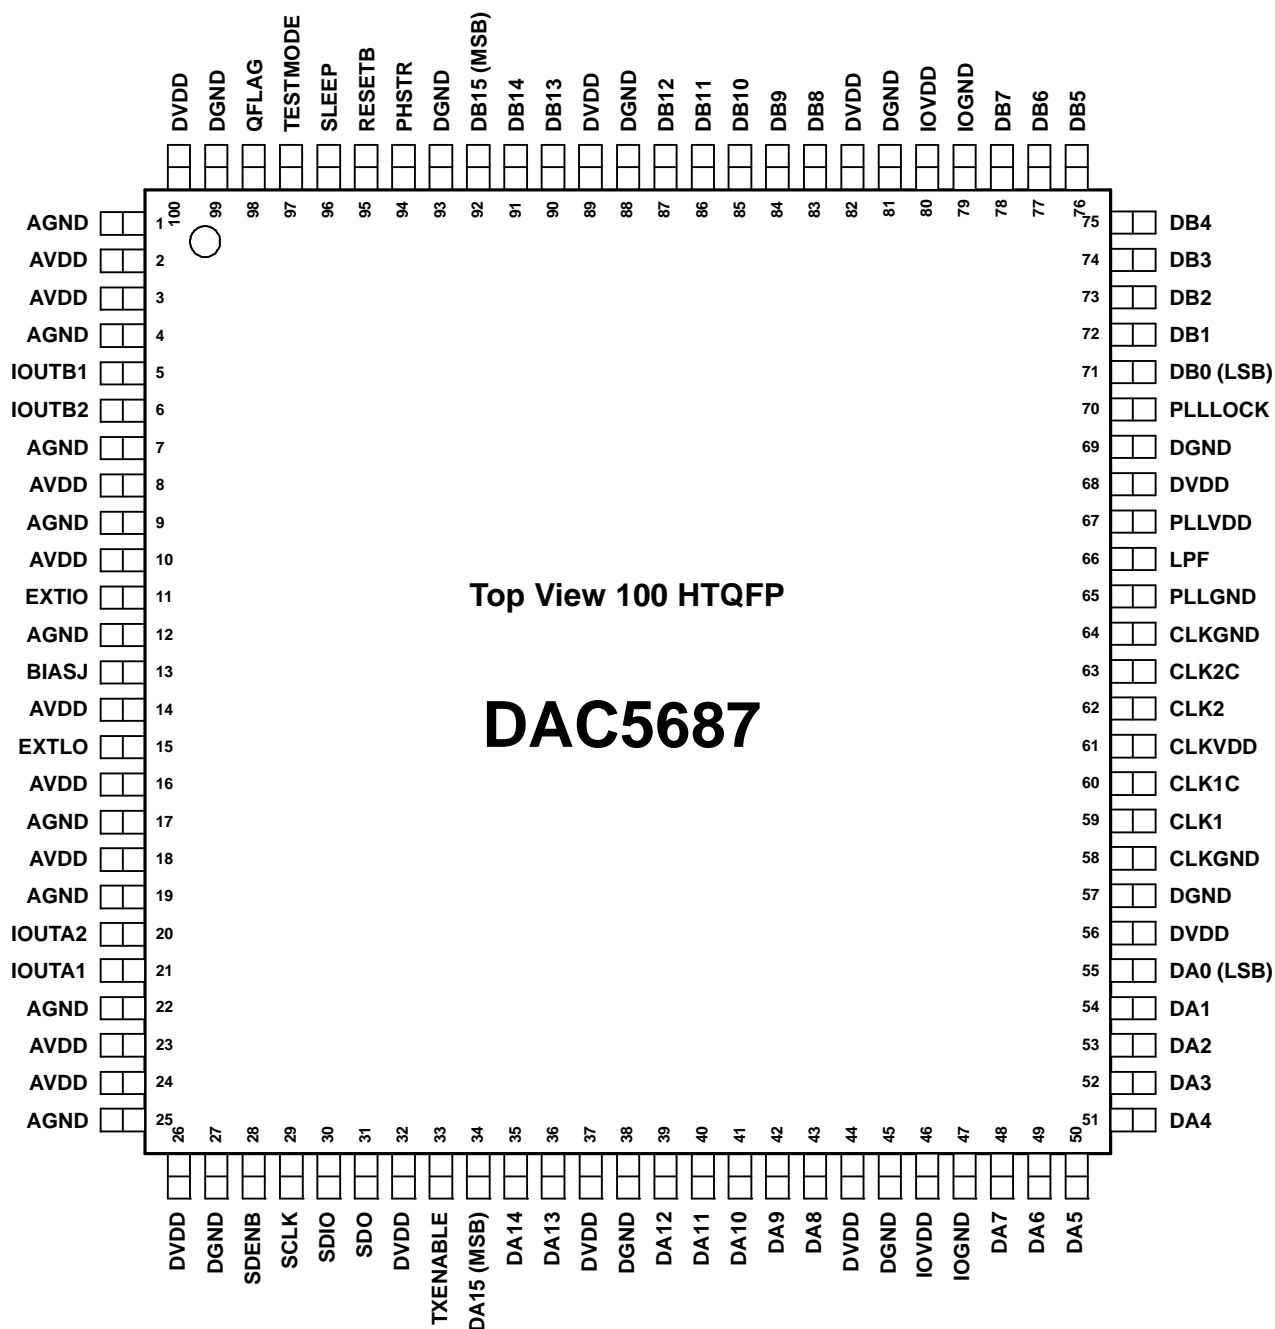 DVDD
DGND
QFLAG
TESTMODE
SLEEP
RESETB
PHSTR
DGND
DB15 (MSB)
DB14
DB13
DVDD
DGND
DB12
DB11
DB10
DB9
DB8
DVDD
DGND
IOVDD
IOGND
DB7
DB6
DB5
100
99
98
97
96
95
94
93
92
91
90
89
88
87
86
85
84
83
82
81
80
79
78
77
76
AGND 1
AVDD 2
AVDD 3
AGND 4
IOUTB1 5
IOUTB2 6
AGND 7
AVDD 8
AGND 9
AVDD 10
EXTIO 11
AGND 12
BIASJ 13
AVDD 14
EXTLO 15
AVDD 16
AGND 17
AVDD 18
AGND 19
IOUTA2 20
IOUTA1 21
AGND 22
AVDD 23
AVDD 24
AGND 25
Top View 100 HTQFP
DAC5687
75 DB4
74 DB3
73 DB2
72 DB1
71 DB0 (LSB)
70 PLLLOCK
69 DGND
68 DVDD
67 PLLVDD
66 LPF
65 PLLGND
64 CLKGND
63 CLK2C
62 CLK2
61 CLKVDD
60 CLK1C
59 CLK1
58 CLKGND
57 DGND
56 DVDD
55 DA0 (LSB)
54 DA1
53 DA2
52 DA3
51 DA4
26
27
28
29
30
31
32
33
34
35
36
37
38
39
40
41
42
43
44
45
46
47
48
49
50
DVDD
DGND
SDENB
SCLK
SDIO
SDO
DVDD
TXENABLE
DA15 (MSB)
DA14
DA13
DVDD
DGND
DA12
DA11
DA10
DA9
DA8
DVDD
DGND
IOVDD
IOGND
DA7
DA6
DA5